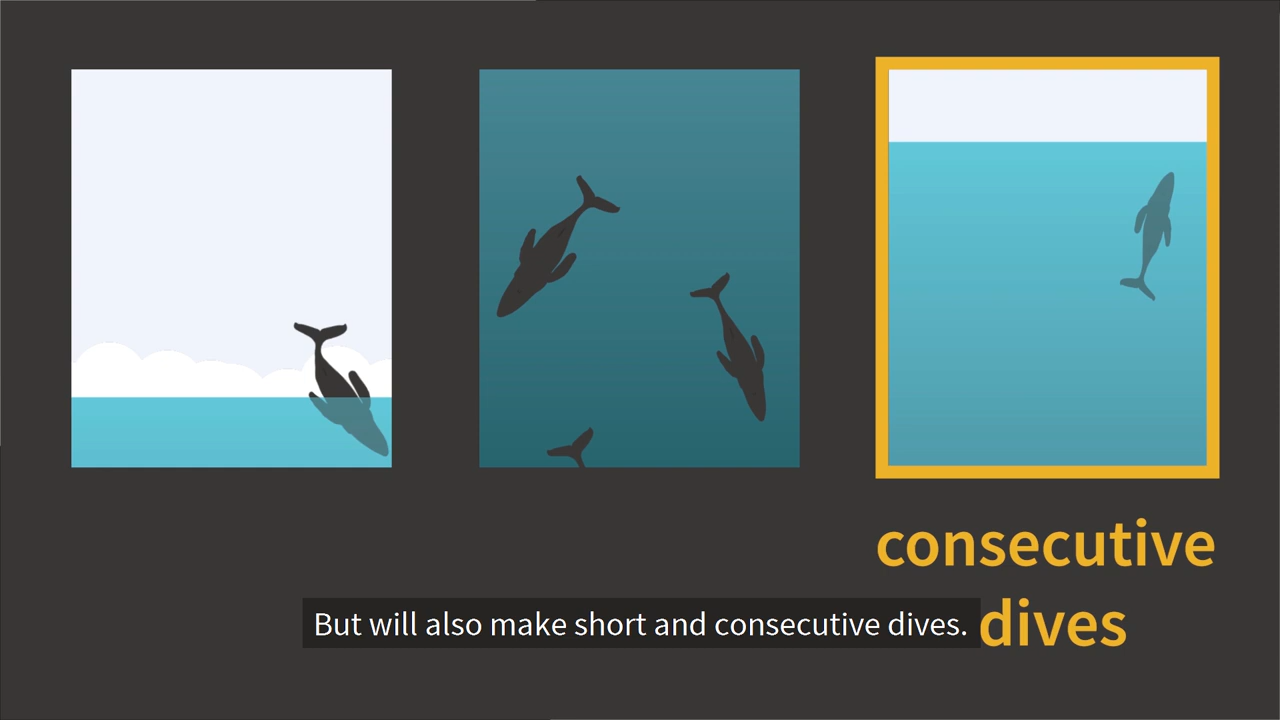 consecutive
dives
But will also make short and consecutive dives.